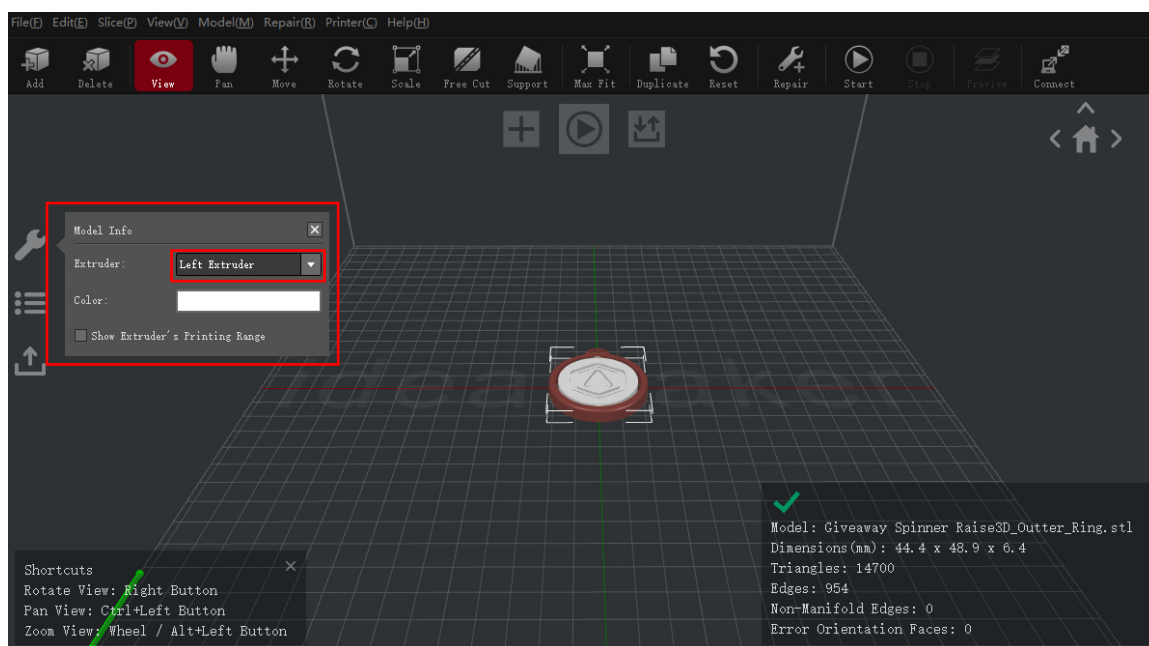 File(F) Edit(E) Slice(P) View(V) Model(M) Repair(R) Printer(C) Help(H)
Add Delete View Pan Move Rotate Scale Free Cut Support Max Fit Duplicate Reset Repair Start Stop Preview Connect
Model Info
Extruder: Left Extruder
Color:
Show Extruder's Printing Range
ideaMaker
Model: Giveaway Spinner Raise3D_Outter_Ring.stl
Dimensions(mm): 44.4 x 48.9 x 6.4
Triangles: 14700
Edges: 954
Non-Manifold Edges: 0
Error Orientation Faces: 0
Shortcuts
Rotate View: Right Button
Pan View: Ctrl+Left Button
Zoom View: Wheel / Alt+Left Button